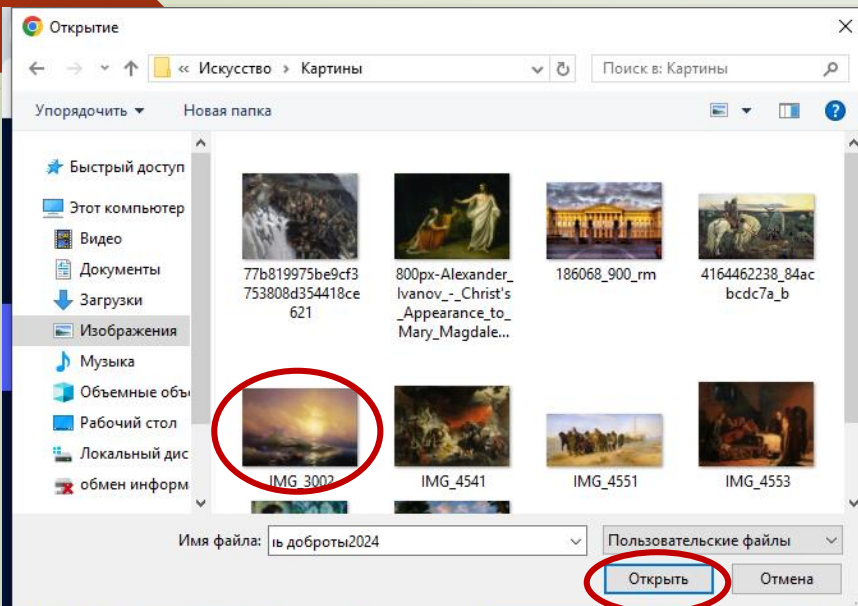 Открытие
« Искусство › Картины
Поиск в: Картины
Упорядочить
Новая папка
Быстрый доступ
Этот компьютер
Видео
Документы
Загрузки
Изображения
Музыка
Объемные объ
Рабочий стол
Локальный дис
обмен информ
77b819975be9cf3
753808d354418ce
621
800px-Alexander_
Ivanov_-_Christ's
_Appearance_to_
Mary_Magdale...
186068_900_rm
4164462238_84ac
bcdc7a_b
IMG_3002
IMG_4541
IMG_4551
IMG_4553
Имя файла:
ь доброты2024
Пользовательские файлы
Открыть
Отмена